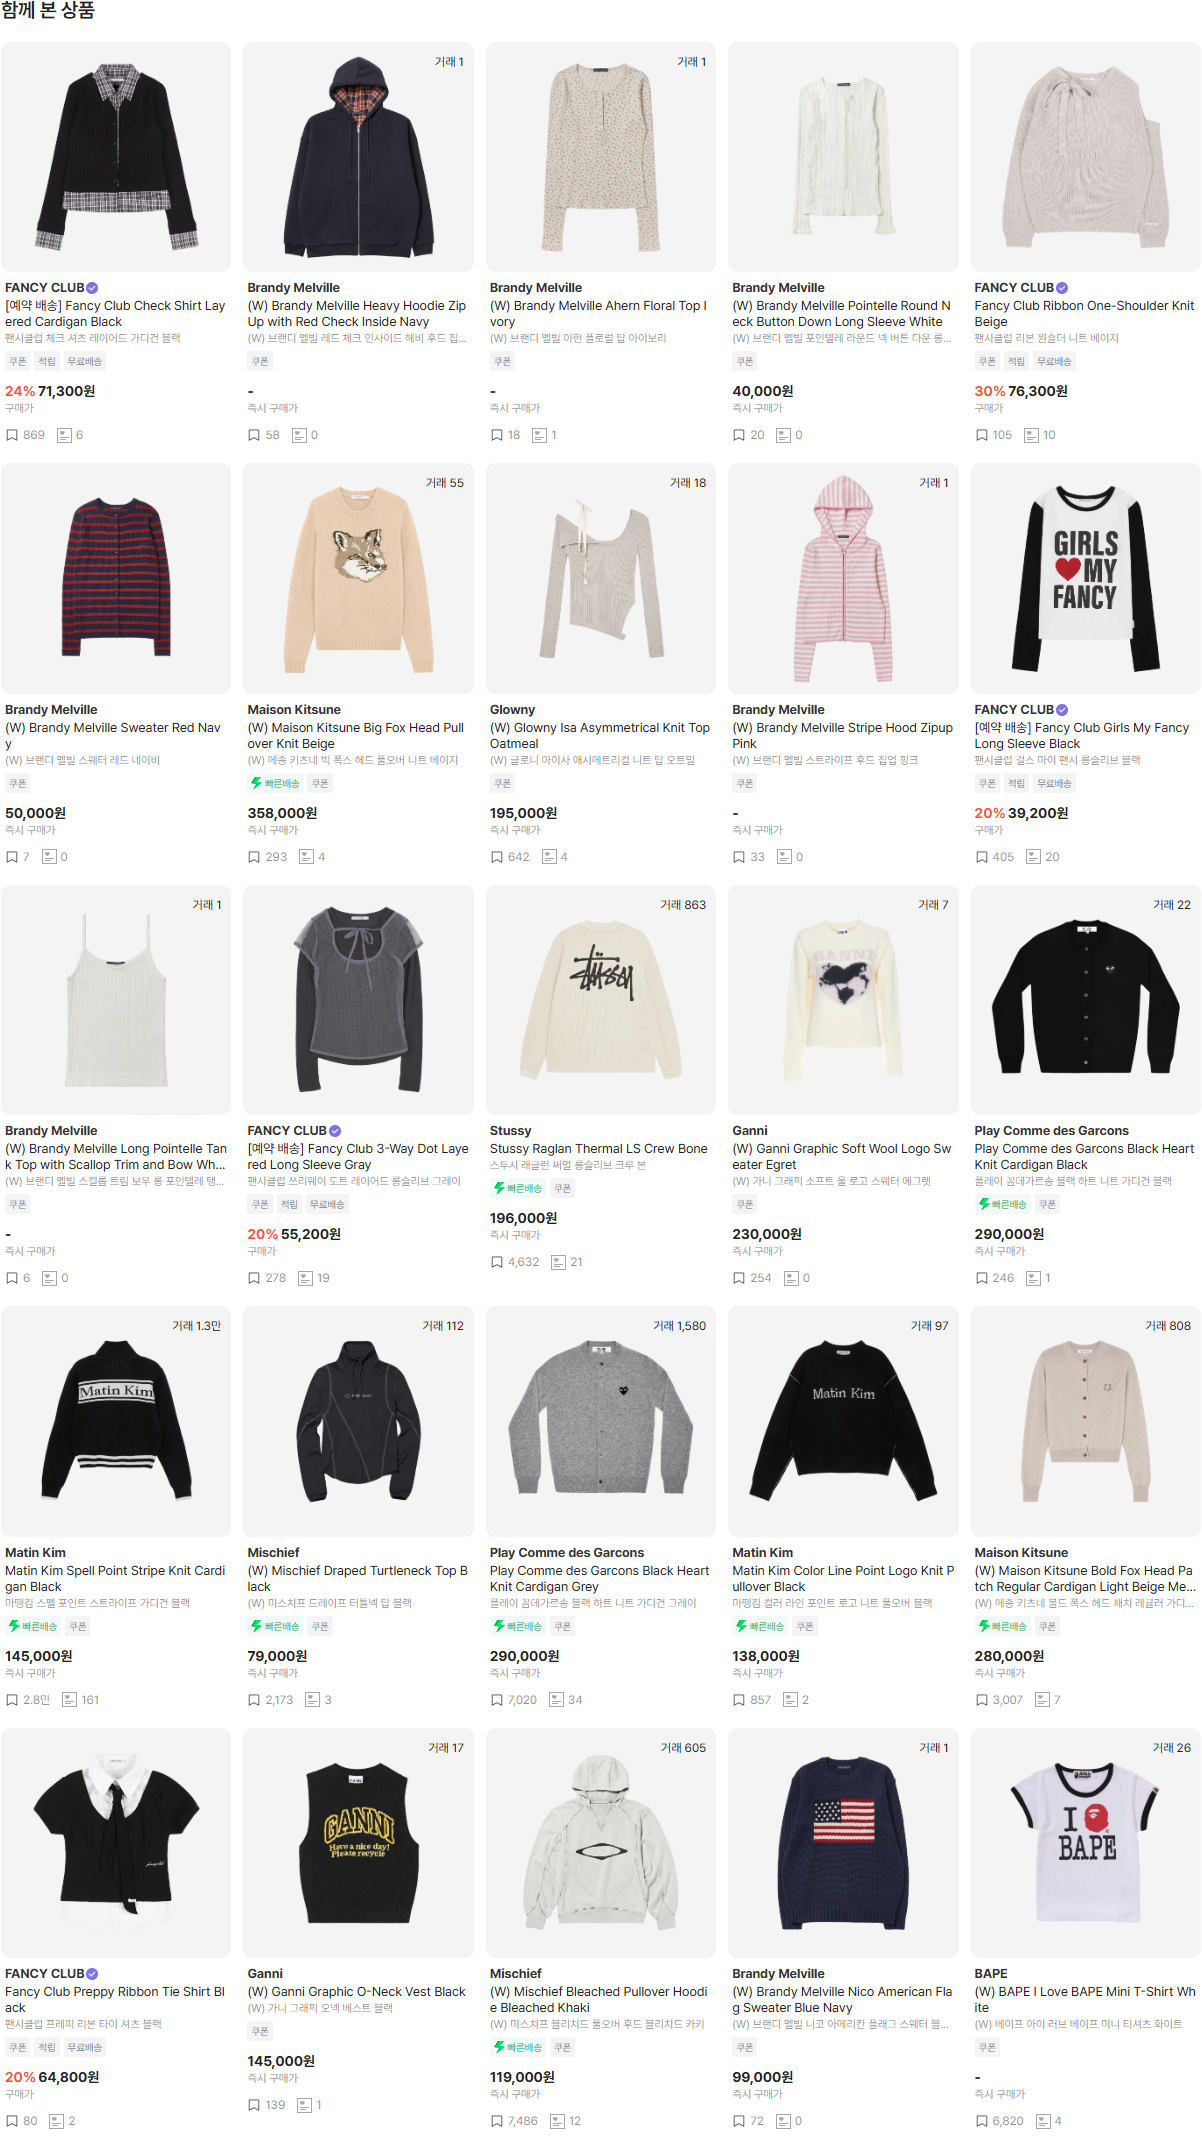 함께 본 상품
거래 1
거래 1
FANCY CLUB
[예약 배송] Fancy Club Check Shirt Lay
ered Cardigan Black
팬시클럽 체크 셔츠 레이어드 가디건 블랙
쿠폰 적립 무료배송
24% 71,300원
구매가
869 6
Brandy Melville
(W) Brandy Melville Heavy Hoodie Zip
Up with Red Check Inside Navy
(W) 브랜디 멜빌 레드 체크 인사이드 헤비 후드 집...
쿠폰
-
즉시 구매가
58 0
Brandy Melville
(W) Brandy Melville Ahern Floral Top I
vory
(W) 브랜디 멜빌 아헌 플로럴 탑 아이보리
쿠폰
-
즉시 구매가
18 1
Brandy Melville
(W) Brandy Melville Pointelle Round N
eck Button Down Long Sleeve White
(W) 브랜디 멜빌 포인텔레 라운드 넥 버튼 다운 롱...
쿠폰
40,000원
즉시 구매가
20 0
FANCY CLUB
Fancy Club Ribbon One-Shoulder Knit
Beige
팬시클럽 리본 원숄더 니트 베이지
쿠폰 적립 무료배송
30% 76,300원
구매가
105 10
거래 55
거래 18
거래 1
GIRLS
MY
FANCY
Brandy Melville
(W) Brandy Melville Sweater Red Nav
y
(W) 브랜디 멜빌 스웨터 레드 네이비
쿠폰
50,000원
즉시 구매가
7 0
Maison Kitsune
(W) Maison Kitsune Big Fox Head Pull
over Knit Beige
(W) 메종 키츠네 빅 폭스 헤드 풀오버 니트 베이지
빠른배송 쿠폰
358,000원
즉시 구매가
293 4
Glowny
(W) Glowny Isa Asymmetrical Knit Top
Oatmeal
(W) 글로니 아이사 애시메트리컬 니트 탑 오트밀
쿠폰
195,000원
즉시 구매가
642 4
Brandy Melville
(W) Brandy Melville Stripe Hood Zipup
Pink
(W) 브랜디 멜빌 스트라이프 후드 집업 핑크
쿠폰
-
즉시 구매가
33 0
FANCY CLUB
[예약 배송] Fancy Club Girls My Fancy
Long Sleeve Black
팬시클럽 걸스 마이 팬시 롱슬리브 블랙
쿠폰 적립 무료배송
20% 39,200원
구매가
405 20
거래 1
거래 863
Stüssy
거래 7
GANNI
거래 22
Brandy Melville
(W) Brandy Melville Long Pointelle Tan
k Top with Scallop Trim and Bow Wh...
(W) 브랜디 멜빌 스캘롭 트림 보우 롱 포인텔레 탱...
쿠폰
-
즉시 구매가
6 0
FANCY CLUB
[예약 배송] Fancy Club 3-Way Dot Laye
red Long Sleeve Gray
팬시클럽 쓰리웨이 도트 레이어드 롱슬리브 그레이
쿠폰 적립 무료배송
20% 55,200원
구매가
278 19
Stussy
Stussy Raglan Thermal LS Crew Bone
스투시 래글런 써멀 롱슬리브 크루 본
빠른배송 쿠폰
196,000원
즉시 구매가
4,632 21
Ganni
(W) Ganni Graphic Soft Wool Logo Sw
eater Egret
(W) 가니 그래픽 소프트 울 로고 스웨터 에그렛
쿠폰
230,000원
즉시 구매가
254 0
Play Comme des Garcons
Play Comme des Garcons Black Heart
Knit Cardigan Black
플레이 꼼데가르송 블랙 하트 니트 가디건 블랙
빠른배송 쿠폰
290,000원
즉시 구매가
246 1
거래 1.3만
Matin Kim
거래 112
거래 1,580
거래 97
Matin Kim
거래 808
Matin Kim
Matin Kim Spell Point Stripe Knit Cardi
gan Black
마뗑킴 스펠 포인트 스트라이프 가디건 블랙
빠른배송 쿠폰
145,000원
즉시 구매가
2.8만 161
Mischief
(W) Mischief Draped Turtleneck Top B
lack
(W) 미스치프 드레이프 터틀넥 탑 블랙
빠른배송 쿠폰
79,000원
즉시 구매가
2,173 3
Play Comme des Garcons
Play Comme des Garcons Black Heart
Knit Cardigan Grey
플레이 꼼데가르송 블랙 하트 니트 가디건 그레이
빠른배송 쿠폰
290,000원
즉시 구매가
7,020 34
Matin Kim
Matin Kim Color Line Point Logo Knit P
ullover Black
마뗑킴 컬러 라인 포인트 로고 니트 풀오버 블랙
빠른배송 쿠폰
138,000원
즉시 구매가
857 2
Maison Kitsune
(W) Maison Kitsune Bold Fox Head Pa
tch Regular Cardigan Light Beige Me...
(W) 메종 키츠네 볼드 폭스 헤드 패치 레귤러 가디...
빠른배송 쿠폰
280,000원
즉시 구매가
3,007 7
거래 17
GANNI
Have a nice day!
Please recycle
거래 605
거래 1
거래 26
I
BAPE
FANCY CLUB
Fancy Club Preppy Ribbon Tie Shirt Bl
ack
팬시클럽 프레피 리본 타이 셔츠 블랙
쿠폰 적립 무료배송
20% 64,800원
구매가
80 2
Ganni
(W) Ganni Graphic O-Neck Vest Black
(W) 가니 그래픽 오넥 베스트 블랙
쿠폰
145,000원
즉시 구매가
139 1
Mischief
(W) Mischief Bleached Pullover Hoodi
e Bleached Khaki
(W) 미스치프 블리치드 풀오버 후드 블리치드 카키
빠른배송 쿠폰
119,000원
즉시 구매가
7,486 12
Brandy Melville
(W) Brandy Melville Nico American Fla
g Sweater Blue Navy
(W) 브랜디 멜빌 니코 아메리칸 플래그 스웨터 블...
쿠폰
99,000원
즉시 구매가
72 0
BAPE
(W) BAPE I Love BAPE Mini T-Shirt Wh
ite
(W) 베이프 아이 러브 베이프 미니 티셔츠 화이트
쿠폰
-
즉시 구매가
6,820 4